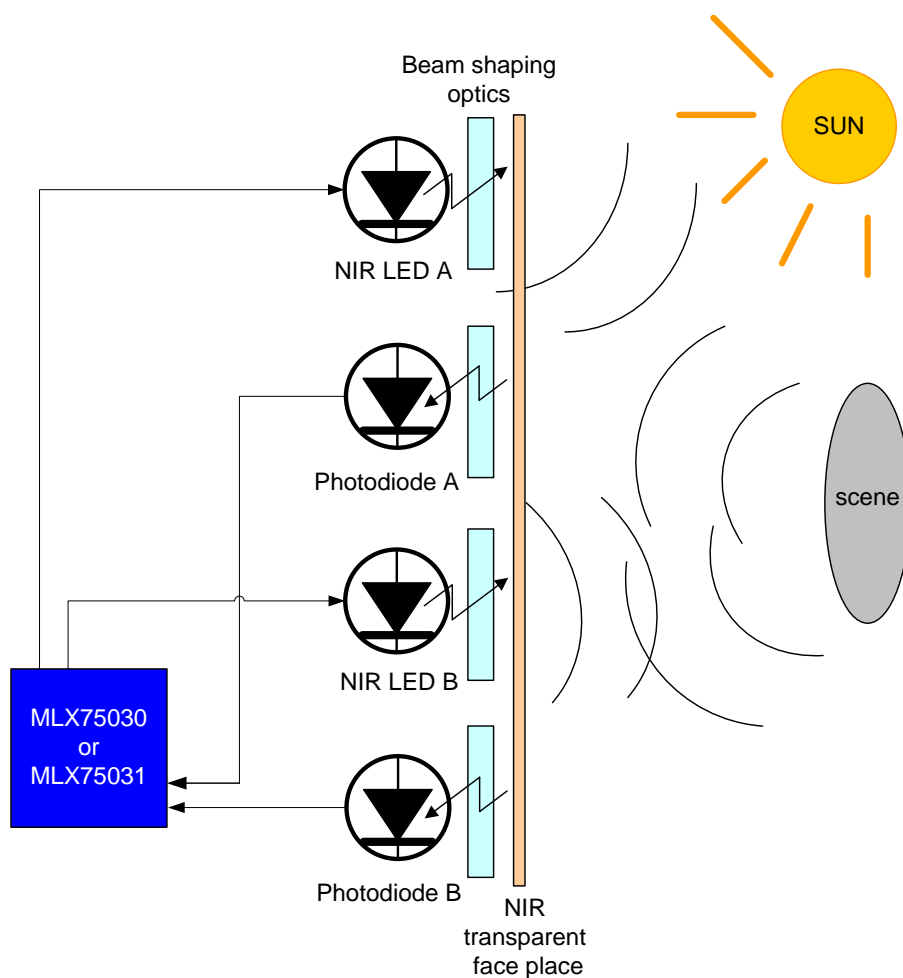 Beam shaping
optics
SUN
NIR LED A
Photodiode A
scene
NIR LED B
MLX75030
or
MLX75031
Photodiode B
NIR
transparent
face place